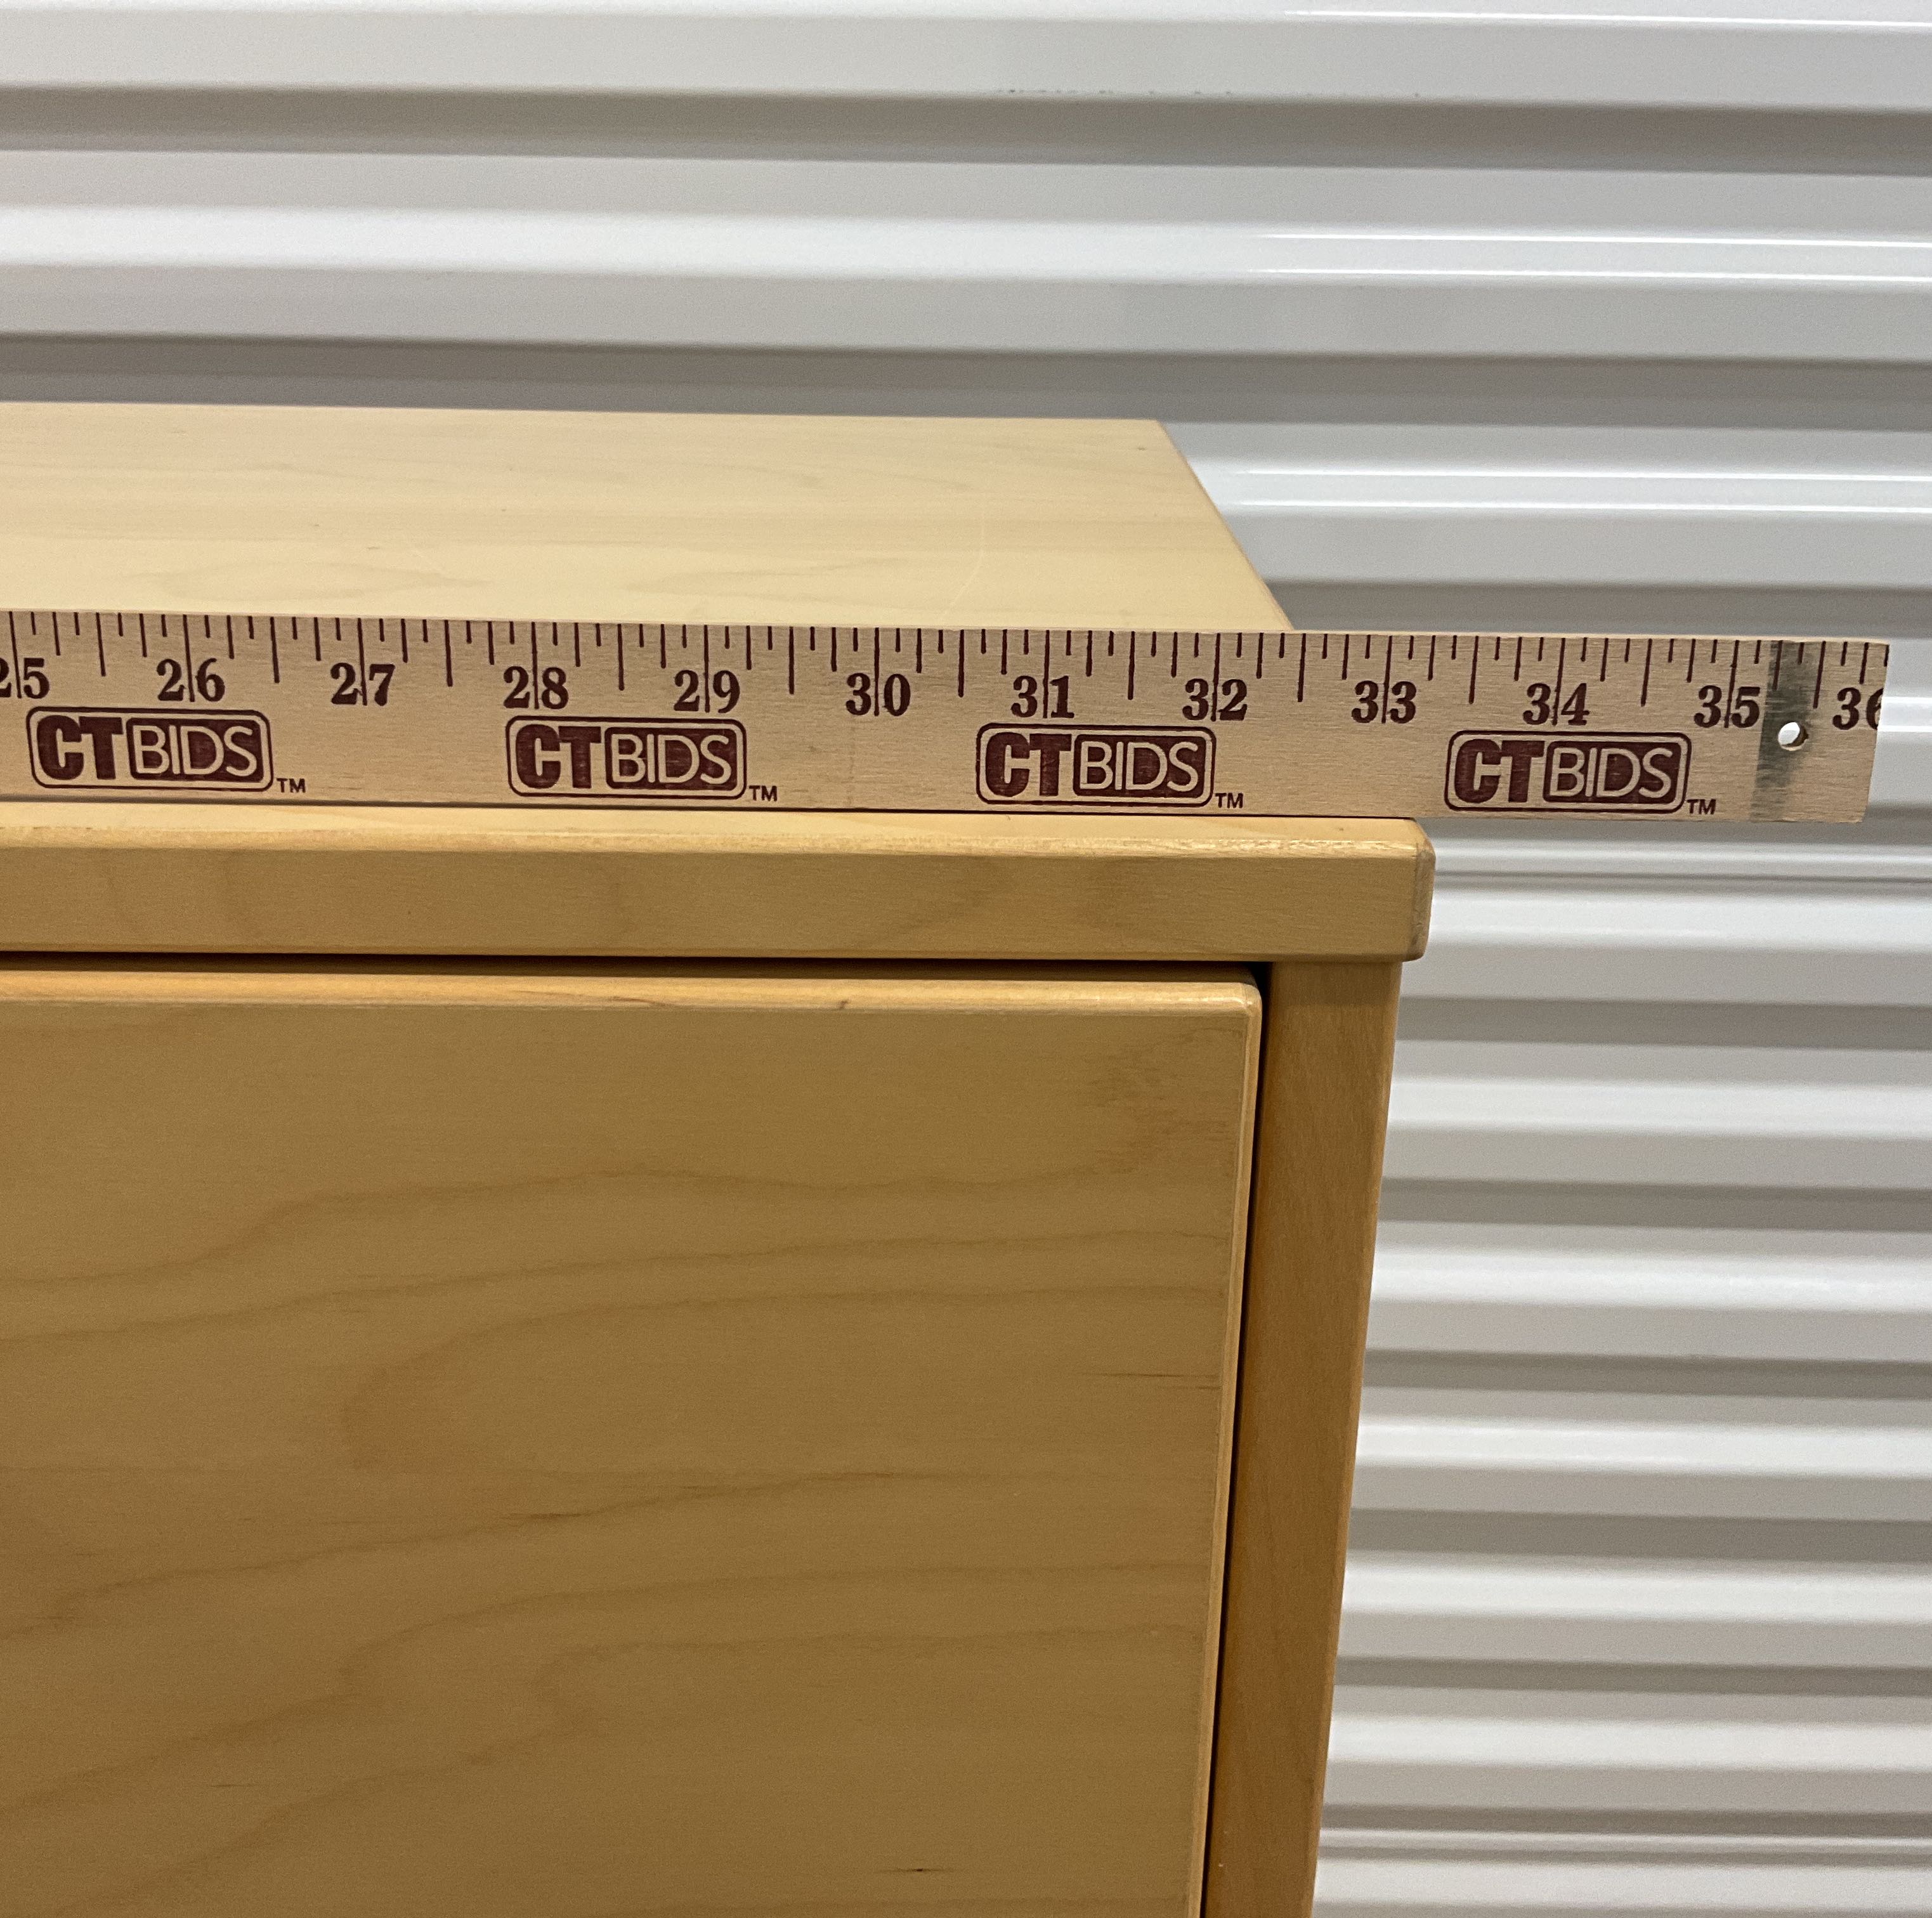 25 26 27 28 29 30 31 32 33 34 35 36
CTBIDS™ CTBIDS™ CTBIDS™ CTBIDS™